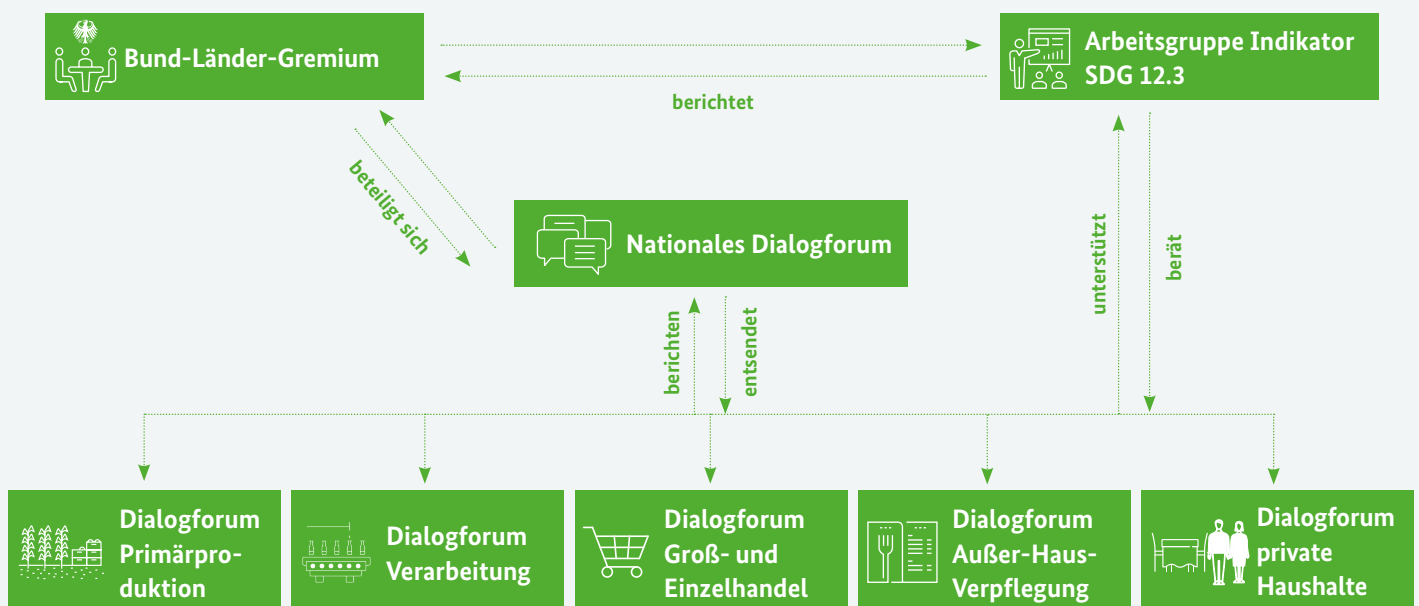 Bund-Länder-Gremium
Arbeitsgruppe Indikator
SDG 12.3
berichtet
beteiligt sich
Nationales Dialogforum
unterstützt
berät
berichten
entsendet
Dialogforum
Primärpro-
duktion
Dialogforum
Verarbeitung
Dialogforum
Groß- und
Einzelhandel
Dialogforum
Außer-Haus-
Verpflegung
Dialogforum
private
Haushalte